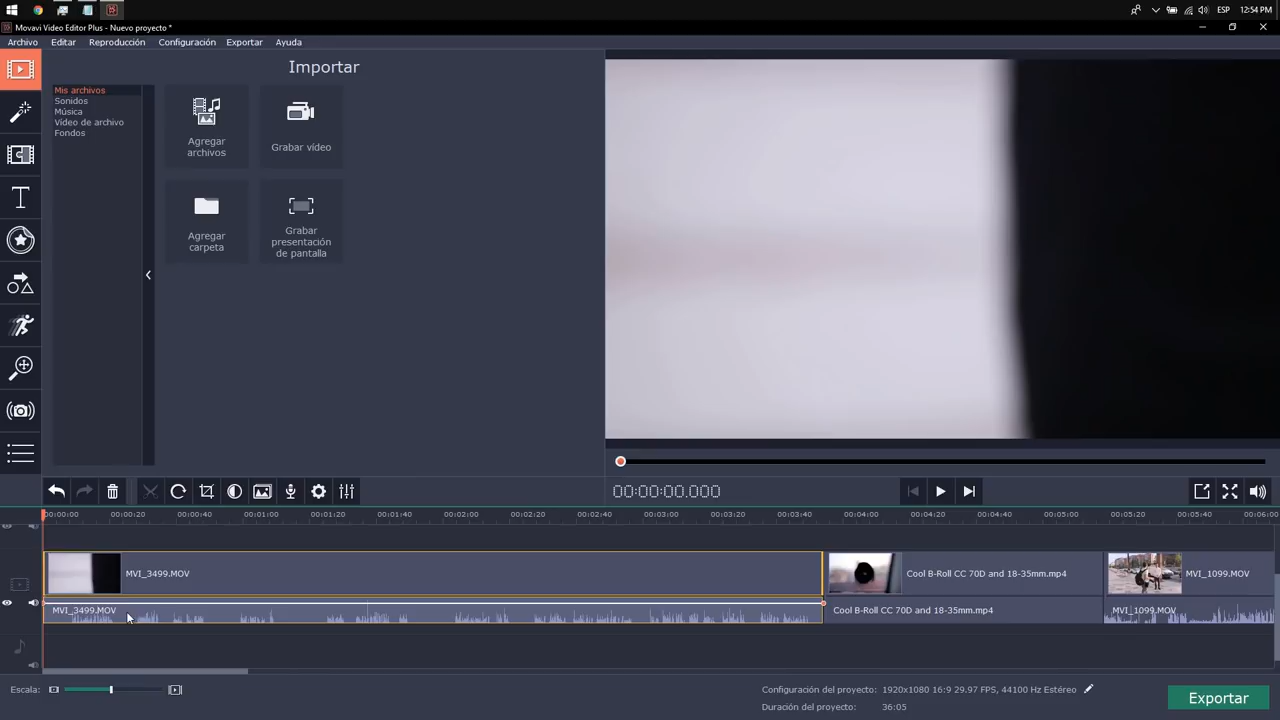 ESP 12:54 PM
Movavi Video Editor Plus - Nuevo proyecto *
Archivo Editar Reproducción Configuración Exportar Ayuda
Importar
Mis archivos
Sonidos
Música
Vídeo de archivo
Fondos
Agregar
archivos
Grabar vídeo
Agregar
carpeta
Grabar
presentación
de pantalla
00:00:00.000
00:00:00 00:00:20 00:00:40 00:01:00 00:01:20 00:01:40 00:02:00 00:02:20 00:02:40 00:03:00 00:03:20 00:03:40 00:04:00 00:04:20 00:04:40 00:05:00 00:05:20 00:05:40 00:06:00
MVI_3499.MOV Cool B-Roll CC 70D and 18-35mm.mp4 MVI_1099.MOV
MVI_3499.MOV Cool B-Roll CC 70D and 18-35mm.mp4 MVI_1099.MOV
Escala:
Configuración del proyecto: 1920x1080 16:9 29.97 FPS, 44100 Hz Estéreo
Duración del proyecto: 36:05
Exportar